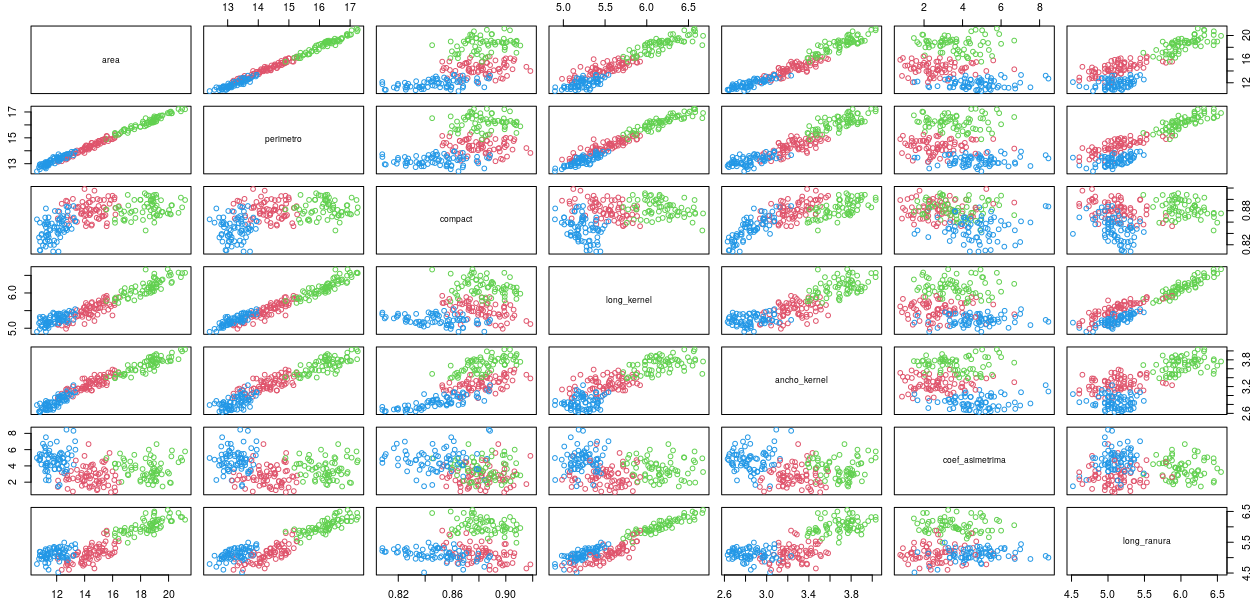 13 14 15 16 17 5.0 5.5 6.0 6.5 2 4 6 8
area 12 16 20
13 15 17 perimetro
compact 0.82 0.88
5.0 6.0 long_kernel
ancho_kernel 2.6 3.2 3.8
2 4 6 8 coef_asimetrima
long_ranura 4.5 5.5 6.5
12 14 16 18 20 0.82 0.86 0.90 2.6 3.0 3.4 3.8 4.5 5.0 5.5 6.0 6.5